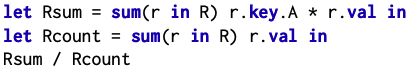 let Rsum = sum(r in R) r.key.A * r.val in
let Rcount = sum(r in R) r.val in
Rsum / Rcount